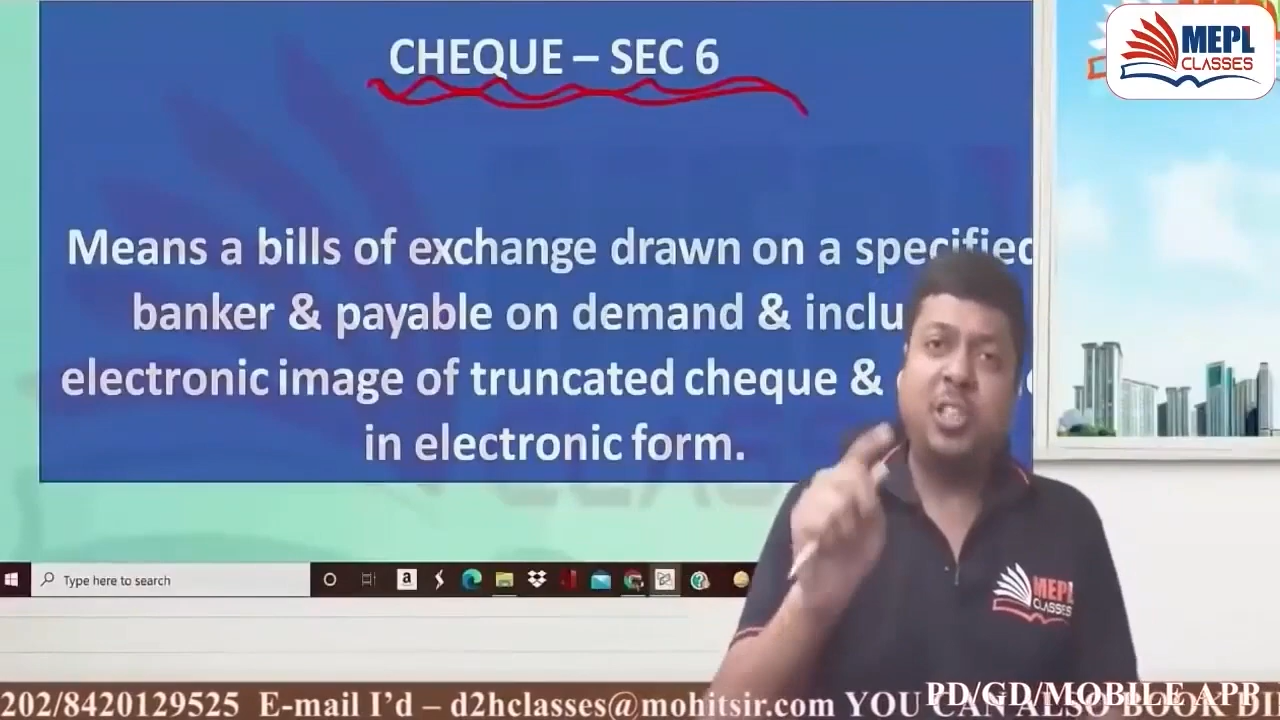 CHEQUE – SEC 6
MEPL
CLASSES
Means a bills of exchange drawn on a specified
banker & payable on demand &
electronic image of truncated cheque &
in electronic form.
MEPL
CLASSES
Type here to search
202/8420129525 E-mail I'd – d2hclasses@mohitsir.com YOU CAN ALSO BOOK
PD/GD/MOBILE APP